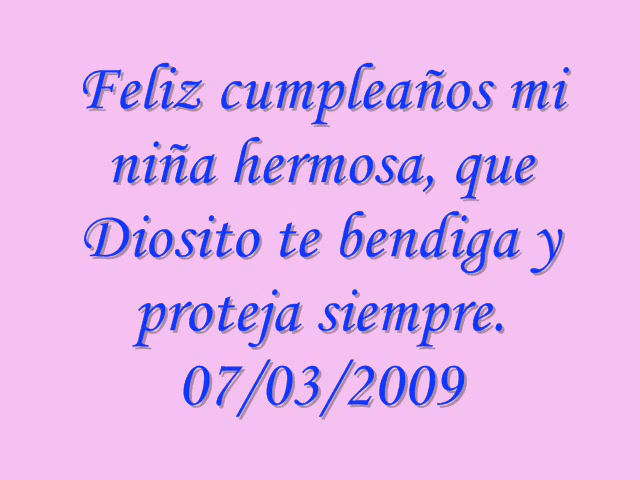 Feliz cumpleaños mi
niña hermosa, que
Diosito te bendiga y
proteja siempre.
07/03/2009